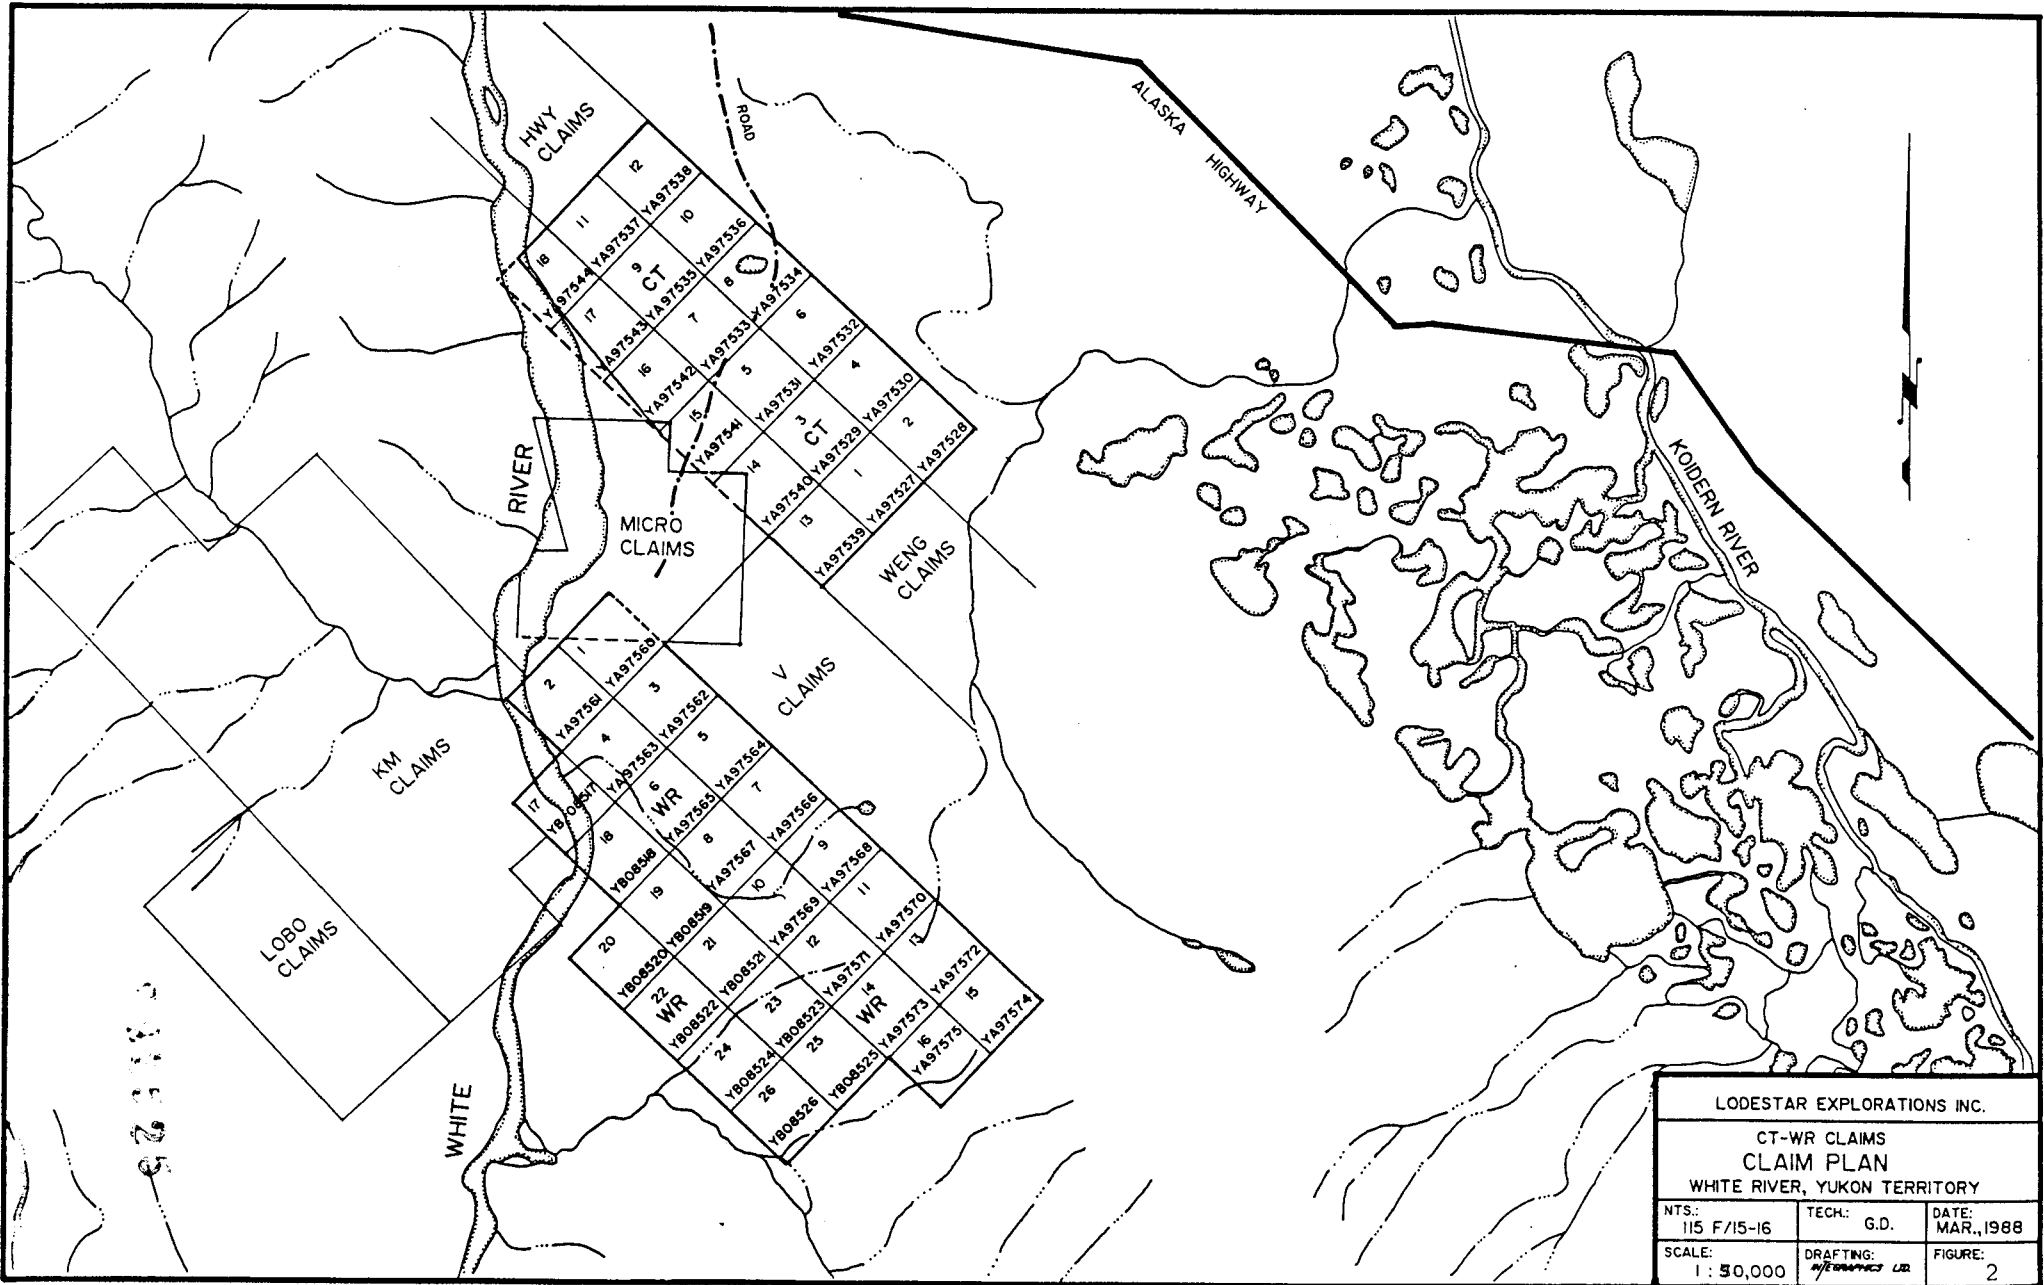 HWY
CLAIMS
ROAD
ALASKA
HIGHWAY
12
YA97538
11
YA97537
10
YA97536
18
YA97544
9
CT
YA97535
8
YA97534
17
YA97543
7
YA97533
6
YA97532
16
YA97542
5
YA97531
4
YA97530
15
YA97541
3
CT
YA97529
2
YA97528
14
YA97540
1
YA97527
13
YA97539
RIVER
MICRO
CLAIMS
WENG
CLAIMS
KOIDERN RIVER
V
CLAIMS
KM
CLAIMS
LOBO
CLAIMS
1
YA97560
2
YA97561
3
YA97562
4
YA97563
5
YA97564
6
WR
YA97565
7
YA97566
17
YB08517
18
YB08518
8
YA97567
9
YA97568
19
YB08519
10
YA97569
11
YA97570
20
YB08520
21
YB08521
12
YA97571
13
YA97572
22
WR
YB08522
23
YB08523
14
WR
YA97573
15
YA97574
24
YB08524
25
YB08525
16
YA97575
26
YB08526
WHITE
LODESTAR EXPLORATIONS INC.
CT-WR CLAIMS
CLAIM PLAN
WHITE RIVER, YUKON TERRITORY
NTS.: 115 F/15-16
TECH.: G.D.
DATE: MAR., 1988
SCALE: 1 : 50,000
DRAFTING:
FIGURE: 2